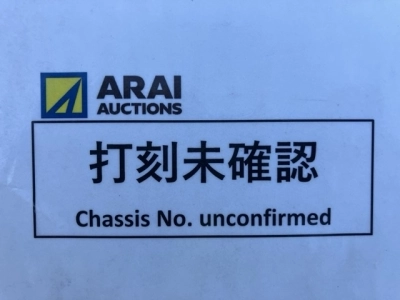 ARAI
AUCTIONS
打刻未確認
Chassis No. unconfirmed